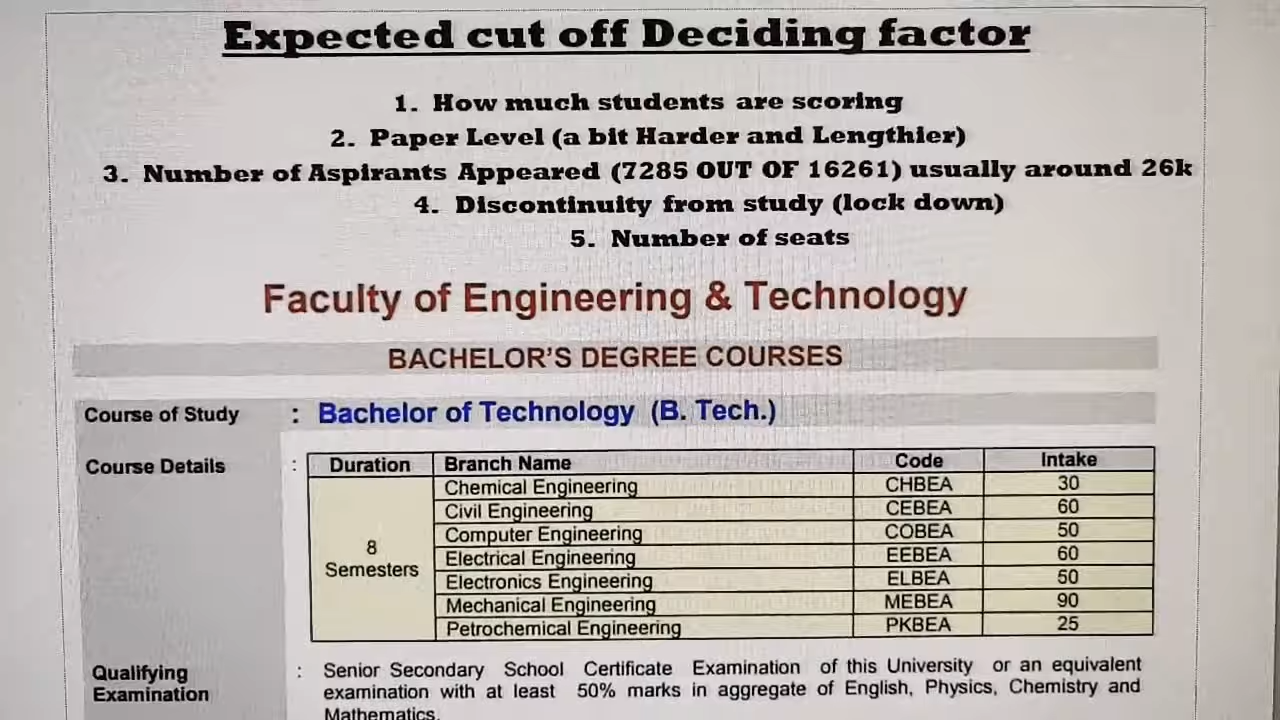 Expected cut off Deciding factor
1. How much students are scoring
2. Paper Level (a bit Harder and Lengthier)
3. Number of Aspirants Appeared (7285 OUT OF 16261) usually around 26k
4. Discontinuity from study (lock down)
5. Number of seats
Faculty of Engineering & Technology
BACHELOR'S DEGREE COURSES
Course of Study : Bachelor of Technology (B. Tech.)
Course Details : Duration Branch Name Code Intake
8 Semesters
Chemical Engineering CHBEA 30
Civil Engineering CEBEA 60
Computer Engineering COBEA 50
Electrical Engineering EEBEA 60
Electronics Engineering ELBEA 50
Mechanical Engineering MEBEA 90
Petrochemical Engineering PKBEA 25
Qualifying Examination : Senior Secondary School Certificate Examination of this University or an equivalent
examination with at least 50% marks in aggregate of English, Physics, Chemistry and
Mathematics.